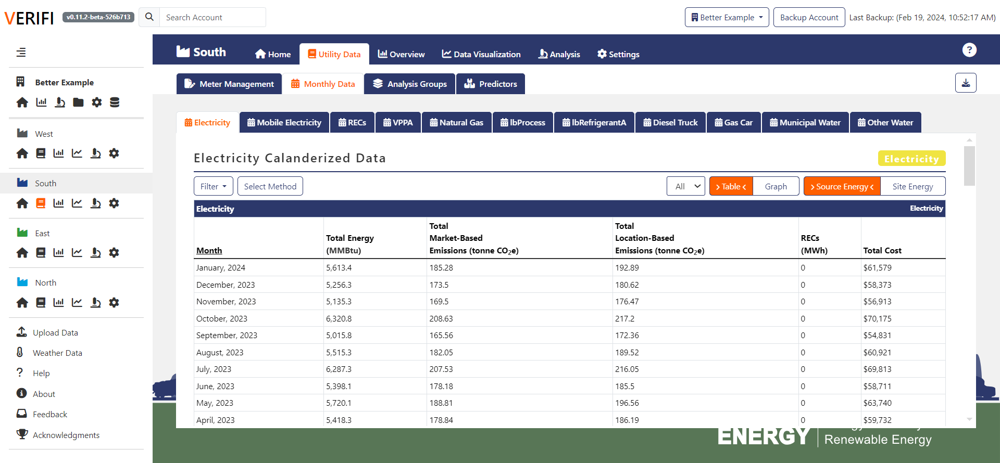 VERIFI v0.11.2-beta-526b713 Search Account Better Example Backup Account Last Backup: (Feb 19, 2024, 10:52:17 AM)
South Home Utility Data Overview Data Visualization Analysis Settings ?
Meter Management Monthly Data Analysis Groups Predictors
Electricity Mobile Electricity RECs VPPA Natural Gas lbProcess lbRefrigerantA Diesel Truck Gas Car Municipal Water Other Water
Better Example
West
South
East
North
Upload Data
Weather Data
? Help
About
Feedback
Acknowledgments
Electricity Calanderized Data Electricity
Filter Select Method All Table Graph Source Energy Site Energy
Electricity Electricity
Month Total Energy (MMBtu) Total Market-Based Emissions (tonne CO2e) Total Location-Based Emissions (tonne CO2e) RECs (MWh) Total Cost
January, 2024 5,613.4 185.28 192.89 0 $61,579
December, 2023 5,256.3 173.5 180.62 0 $58,373
November, 2023 5,135.3 169.5 176.47 0 $56,913
October, 2023 6,320.8 208.63 217.2 0 $70,175
September, 2023 5,015.8 165.56 172.36 0 $54,831
August, 2023 5,515.3 182.05 189.52 0 $60,921
July, 2023 6,287.3 207.53 216.05 0 $69,813
June, 2023 5,398.1 178.18 185.5 0 $58,711
May, 2023 5,720.1 188.81 196.56 0 $63,740
April, 2023 5,418.3 178.84 186.19 0 $59,732
ENERGY Renewable Energy